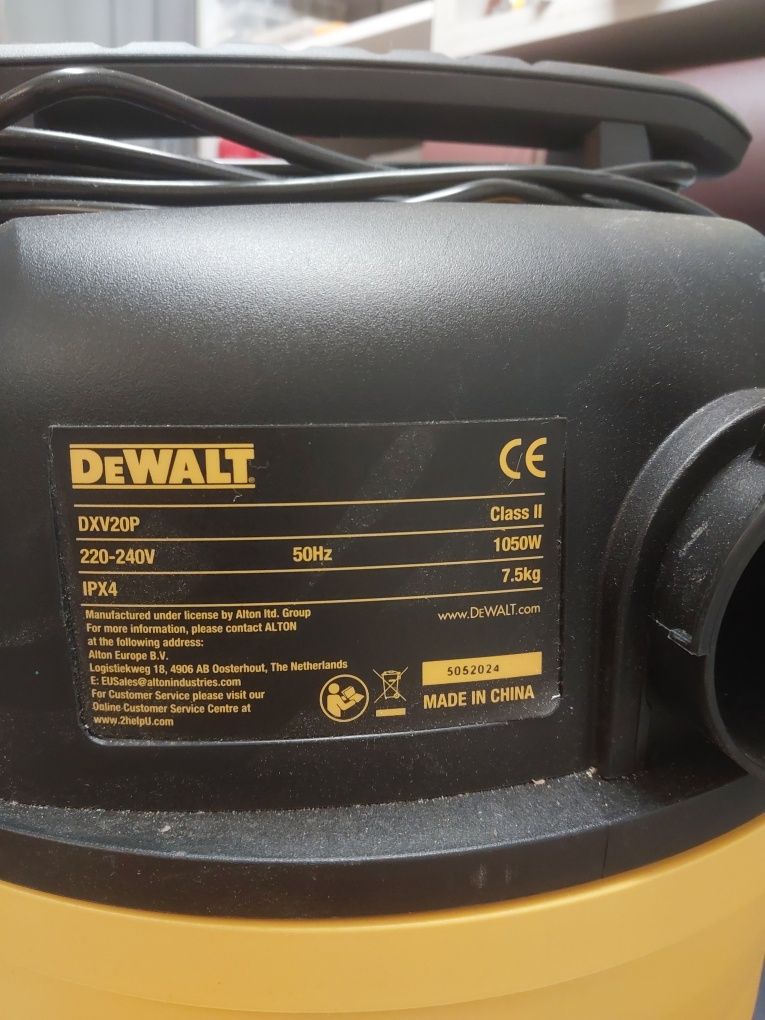 DEWALT
CE
DXV20P Class II
220-240V 50Hz 1050W
IPX4 7.5kg
Manufactured under license by Alton ltd. Group
For more information, please contact ALTON
at the following address:
Alton Europe B.V.
Logistiekweg 18, 4906 AB Oosterhout, The Netherlands
E: EUSales@altonindustries.com
For Customer Service please visit our
Online Customer Service Centre at
www.2helpU.com
www.DEWALT.com
5052024
MADE IN CHINA